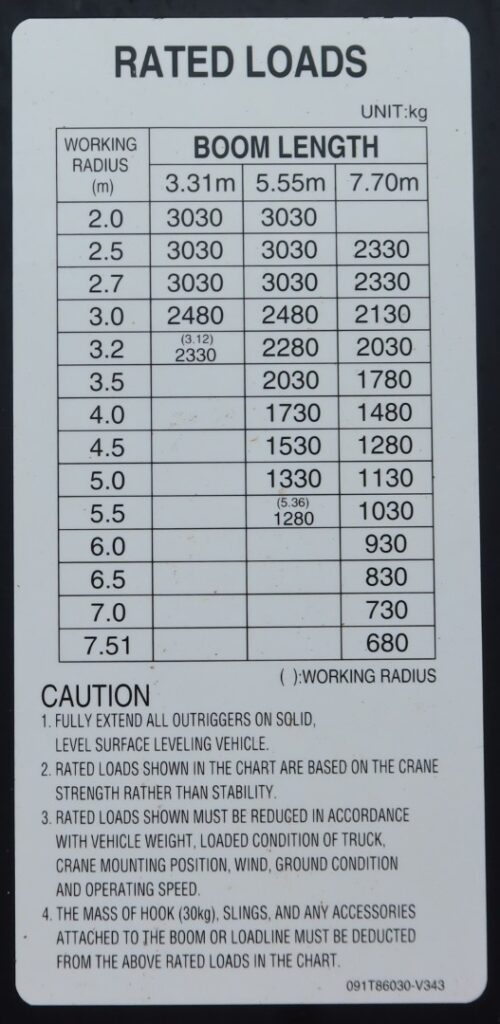 RATED LOADS
UNIT:kg
WORKING RADIUS (m) BOOM LENGTH
3.31m 5.55m 7.70m
2.0 3030 3030
2.5 3030 3030 2330
2.7 3030 3030 2330
3.0 2480 2480 2130
3.2 (3.12) 2330 2280 2030
3.5 2030 1780
4.0 1730 1480
4.5 1530 1280
5.0 1330 1130
5.5 (5.36) 1280 1030
6.0 930
6.5 830
7.0 730
7.51 680
( ):WORKING RADIUS
CAUTION
1. FULLY EXTEND ALL OUTRIGGERS ON SOLID,
LEVEL SURFACE LEVELING VEHICLE.
2. RATED LOADS SHOWN IN THE CHART ARE BASED ON THE CRANE
STRENGTH RATHER THAN STABILITY.
3. RATED LOADS SHOWN MUST BE REDUCED IN ACCORDANCE
WITH VEHICLE WEIGHT, LOADED CONDITION OF TRUCK,
CRANE MOUNTING POSITION, WIND, GROUND CONDITION
AND OPERATING SPEED.
4. THE MASS OF HOOK (30kg), SLINGS, AND ANY ACCESSORIES
ATTACHED TO THE BOOM OR LOADLINE MUST BE DEDUCTED
FROM THE ABOVE RATED LOADS IN THE CHART.
091T86030-V343